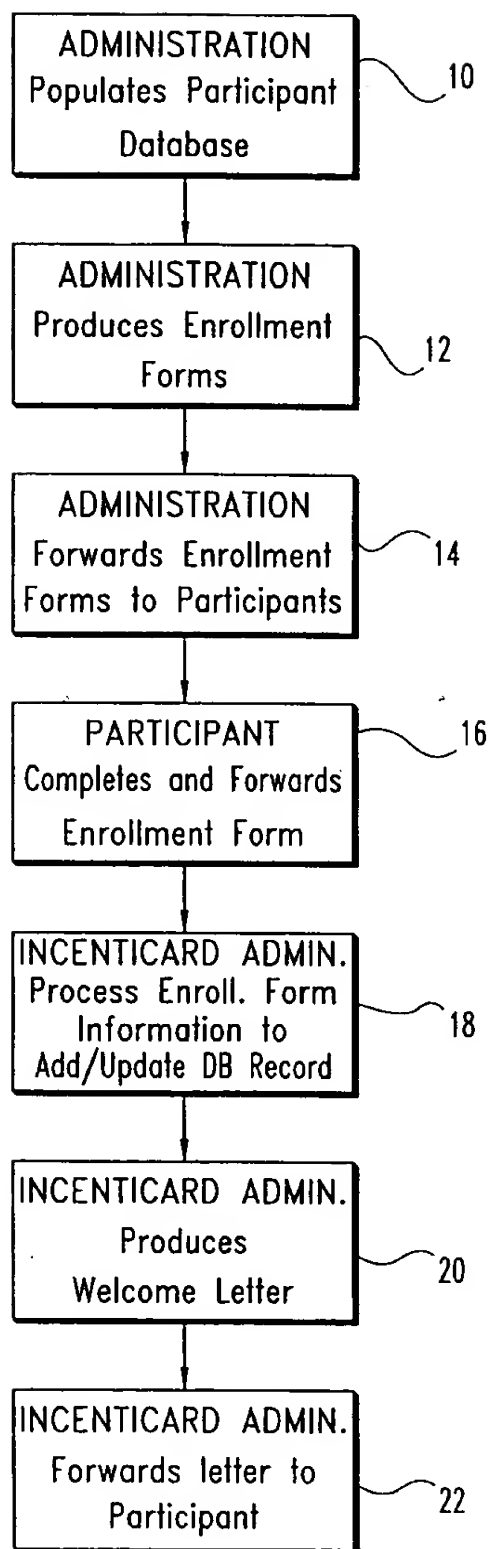 ADMINISTRATION
Populates Participant
Database
10
ADMINISTRATION
Produces Enrollment
Forms
12
ADMINISTRATION
Forwards Enrollment
Forms to Participants
14
PARTICIPANT
Completes and Forwards
Enrollment Form
16
INCENTICARD ADMIN.
Process Enroll. Form
Information to
Add/Update DB Record
18
INCENTICARD ADMIN.
Produces
Welcome Letter
20
INCENTICARD ADMIN.
Forwards letter to
Participant
22